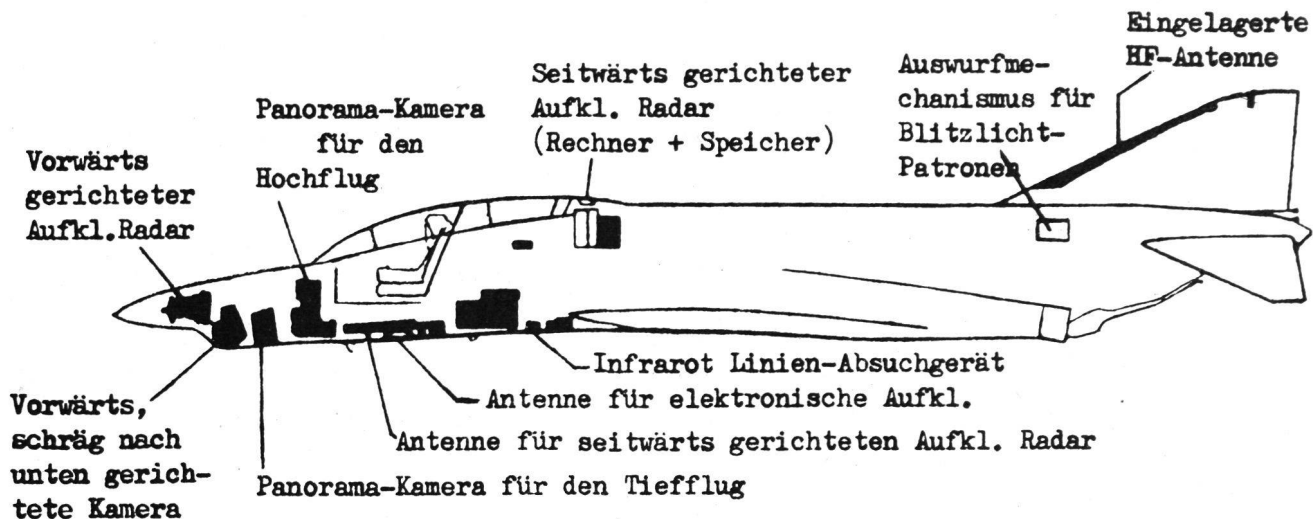 Eingelagerte
HF-Antenne
Seitwärts gerichteter
Aufkl. Radar
(Rechner + Speicher)
Auswurfme-
chanismus für
Blitzlicht-
Patronen
Panorama-Kamera
für den
Hochflug
Vorwärts
gerichteter
Aufkl.Radar
Infrarot Linien-Absuchgerät
Antenne für elektronische Aufkl.
Antenne für seitwärts gerichteten Aufkl. Radar
Panorama-Kamera für den Tiefflug
Vorwärts,
schräg nach
unten gerich-
tete Kamera